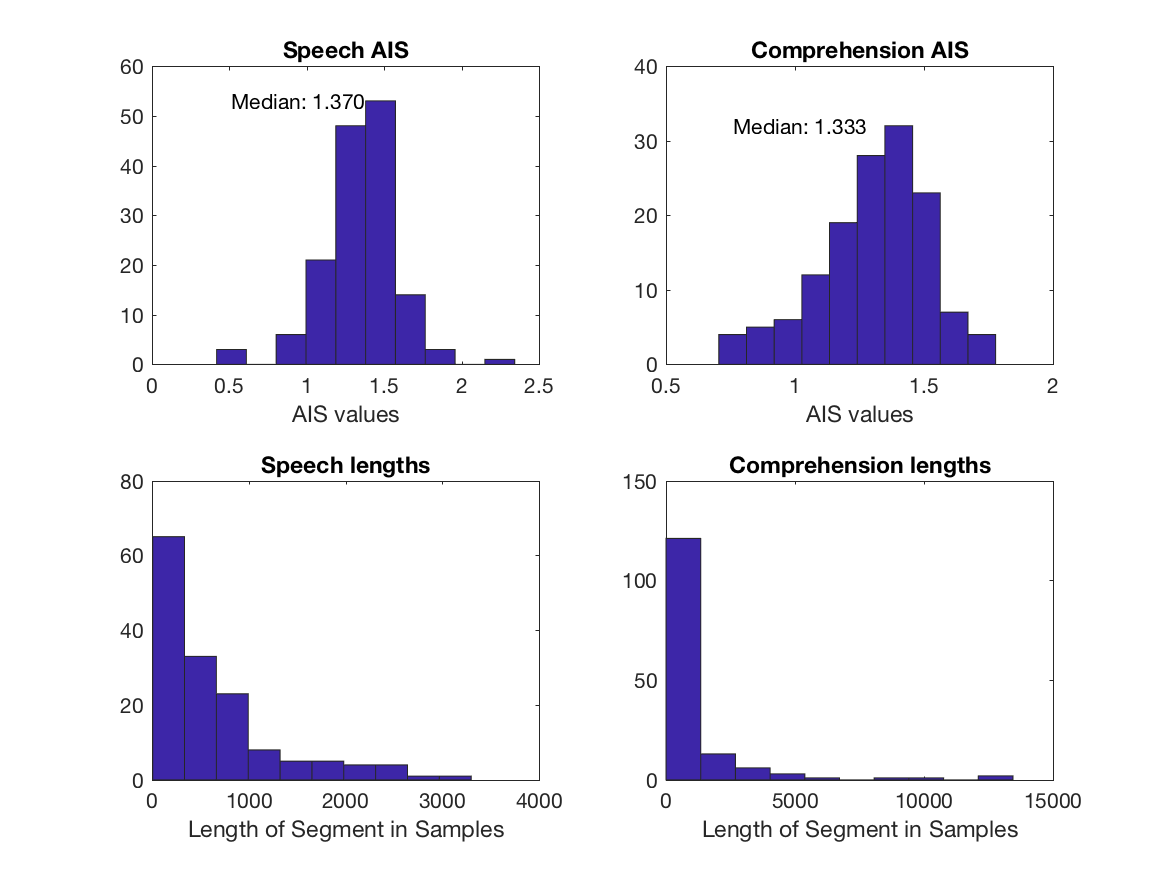 Speech AIS
60
50
40
30
20
10
0
Median: 1.370
0 0.5 1 1.5 2 2.5
AIS values
Comprehension AIS
40
30
20
10
0
Median: 1.333
0.5 1 1.5 2
AIS values
Speech lengths
80
60
40
20
0
0 1000 2000 3000 4000
Length of Segment in Samples
Comprehension lengths
150
100
50
0
0 5000 10000 15000
Length of Segment in Samples